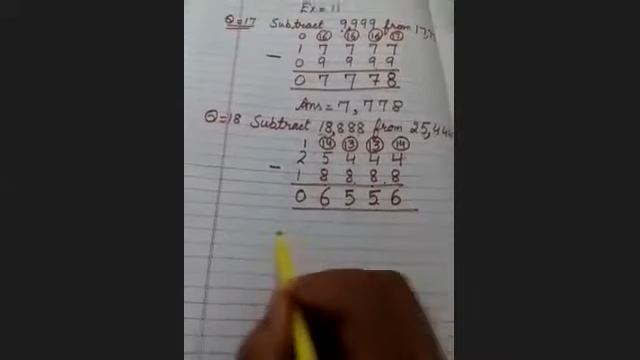 Ex = 11
Q=17 Subtract 9,999 from 17,
0 16 16 16 17
1 7 7 7 7
- 0 9 9 9 9
0 7 7 7 8
Ans = 7,778
Q=18 Subtract 18,888 from 25,444
1 14 13 13 14
2 5 4 4 4
- 1 8 8 8 8
0 6 5 5 6